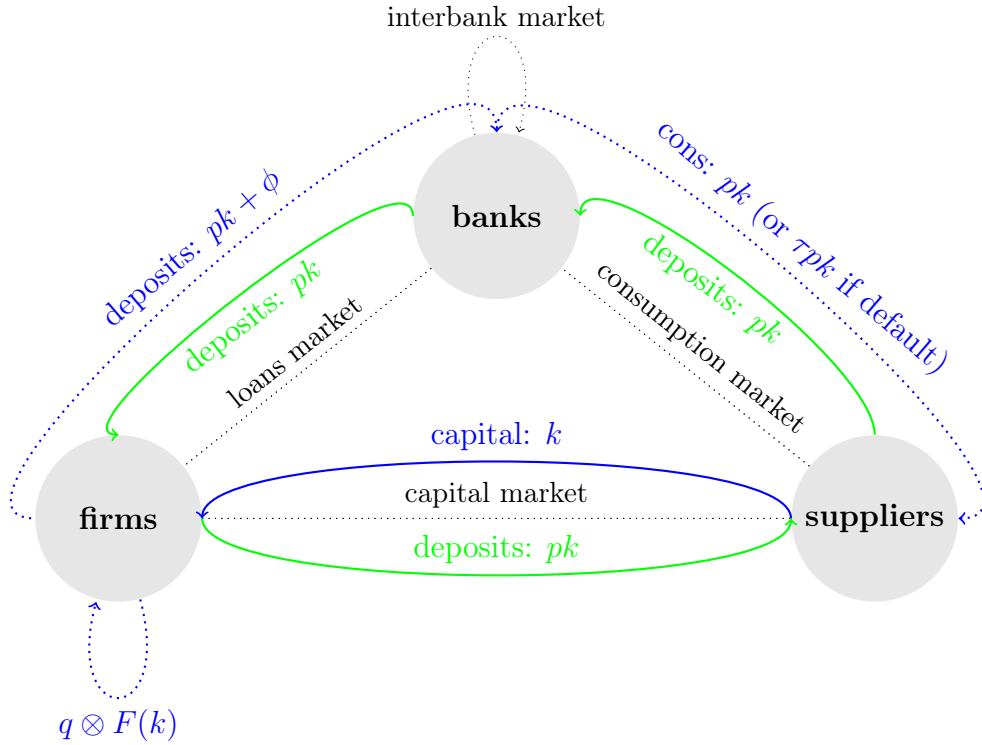 interbank market
deposits: pk + ϕ
cons: pk (or τpk if default)
banks
deposits: pk
deposits: pk
loans market
consumption market
capital: k
capital market
firms
suppliers
deposits: pk
q ⊗ F(k)